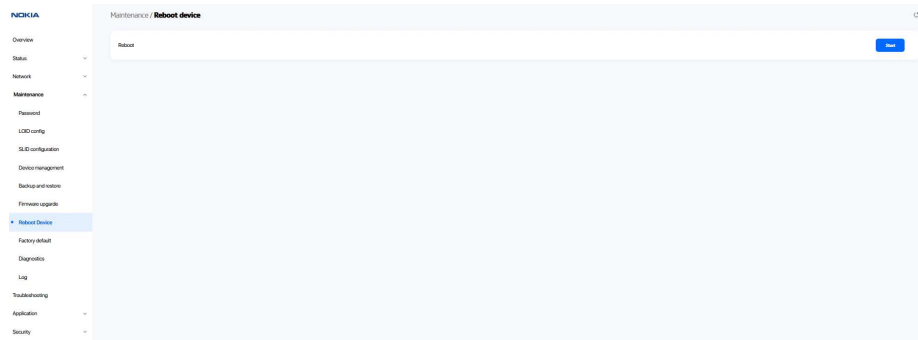 NOKIA
Maintenance / Reboot device
Overview
Reboot
Start
Status
Network
Maintenance
Password
LOID config
SLID configuration
Device management
Backup and restore
Firmware upgarde
Reboot Device
Factory default
Diagnostics
Log
Troubleshooting
Application
Security